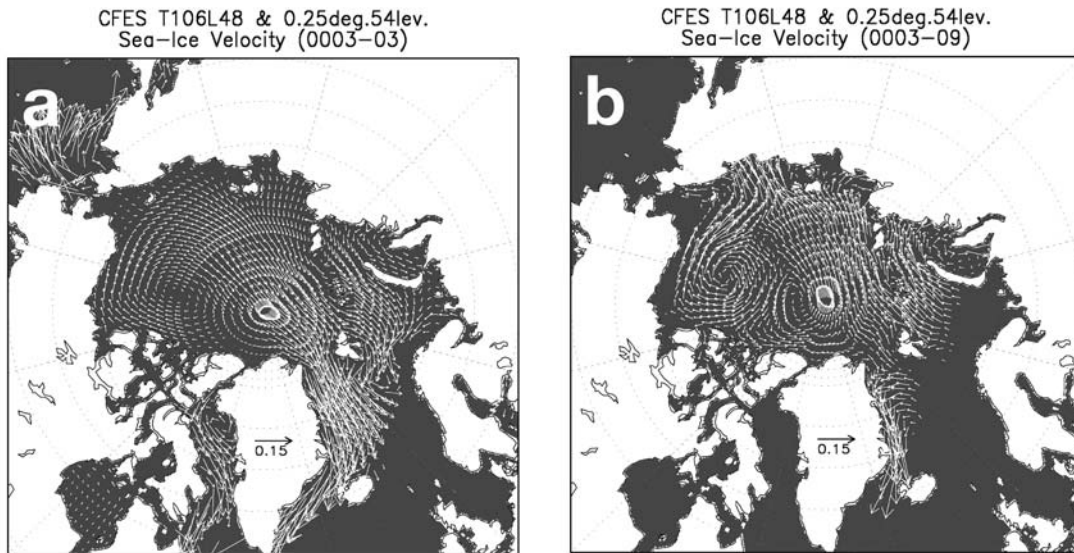 CFES T106L48 & 0.25deg.54lev.
Sea-Ice Velocity (0003-03)
a
0.15
CFES T106L48 & 0.25deg.54lev.
Sea-Ice Velocity (0003-09)
b
0.15